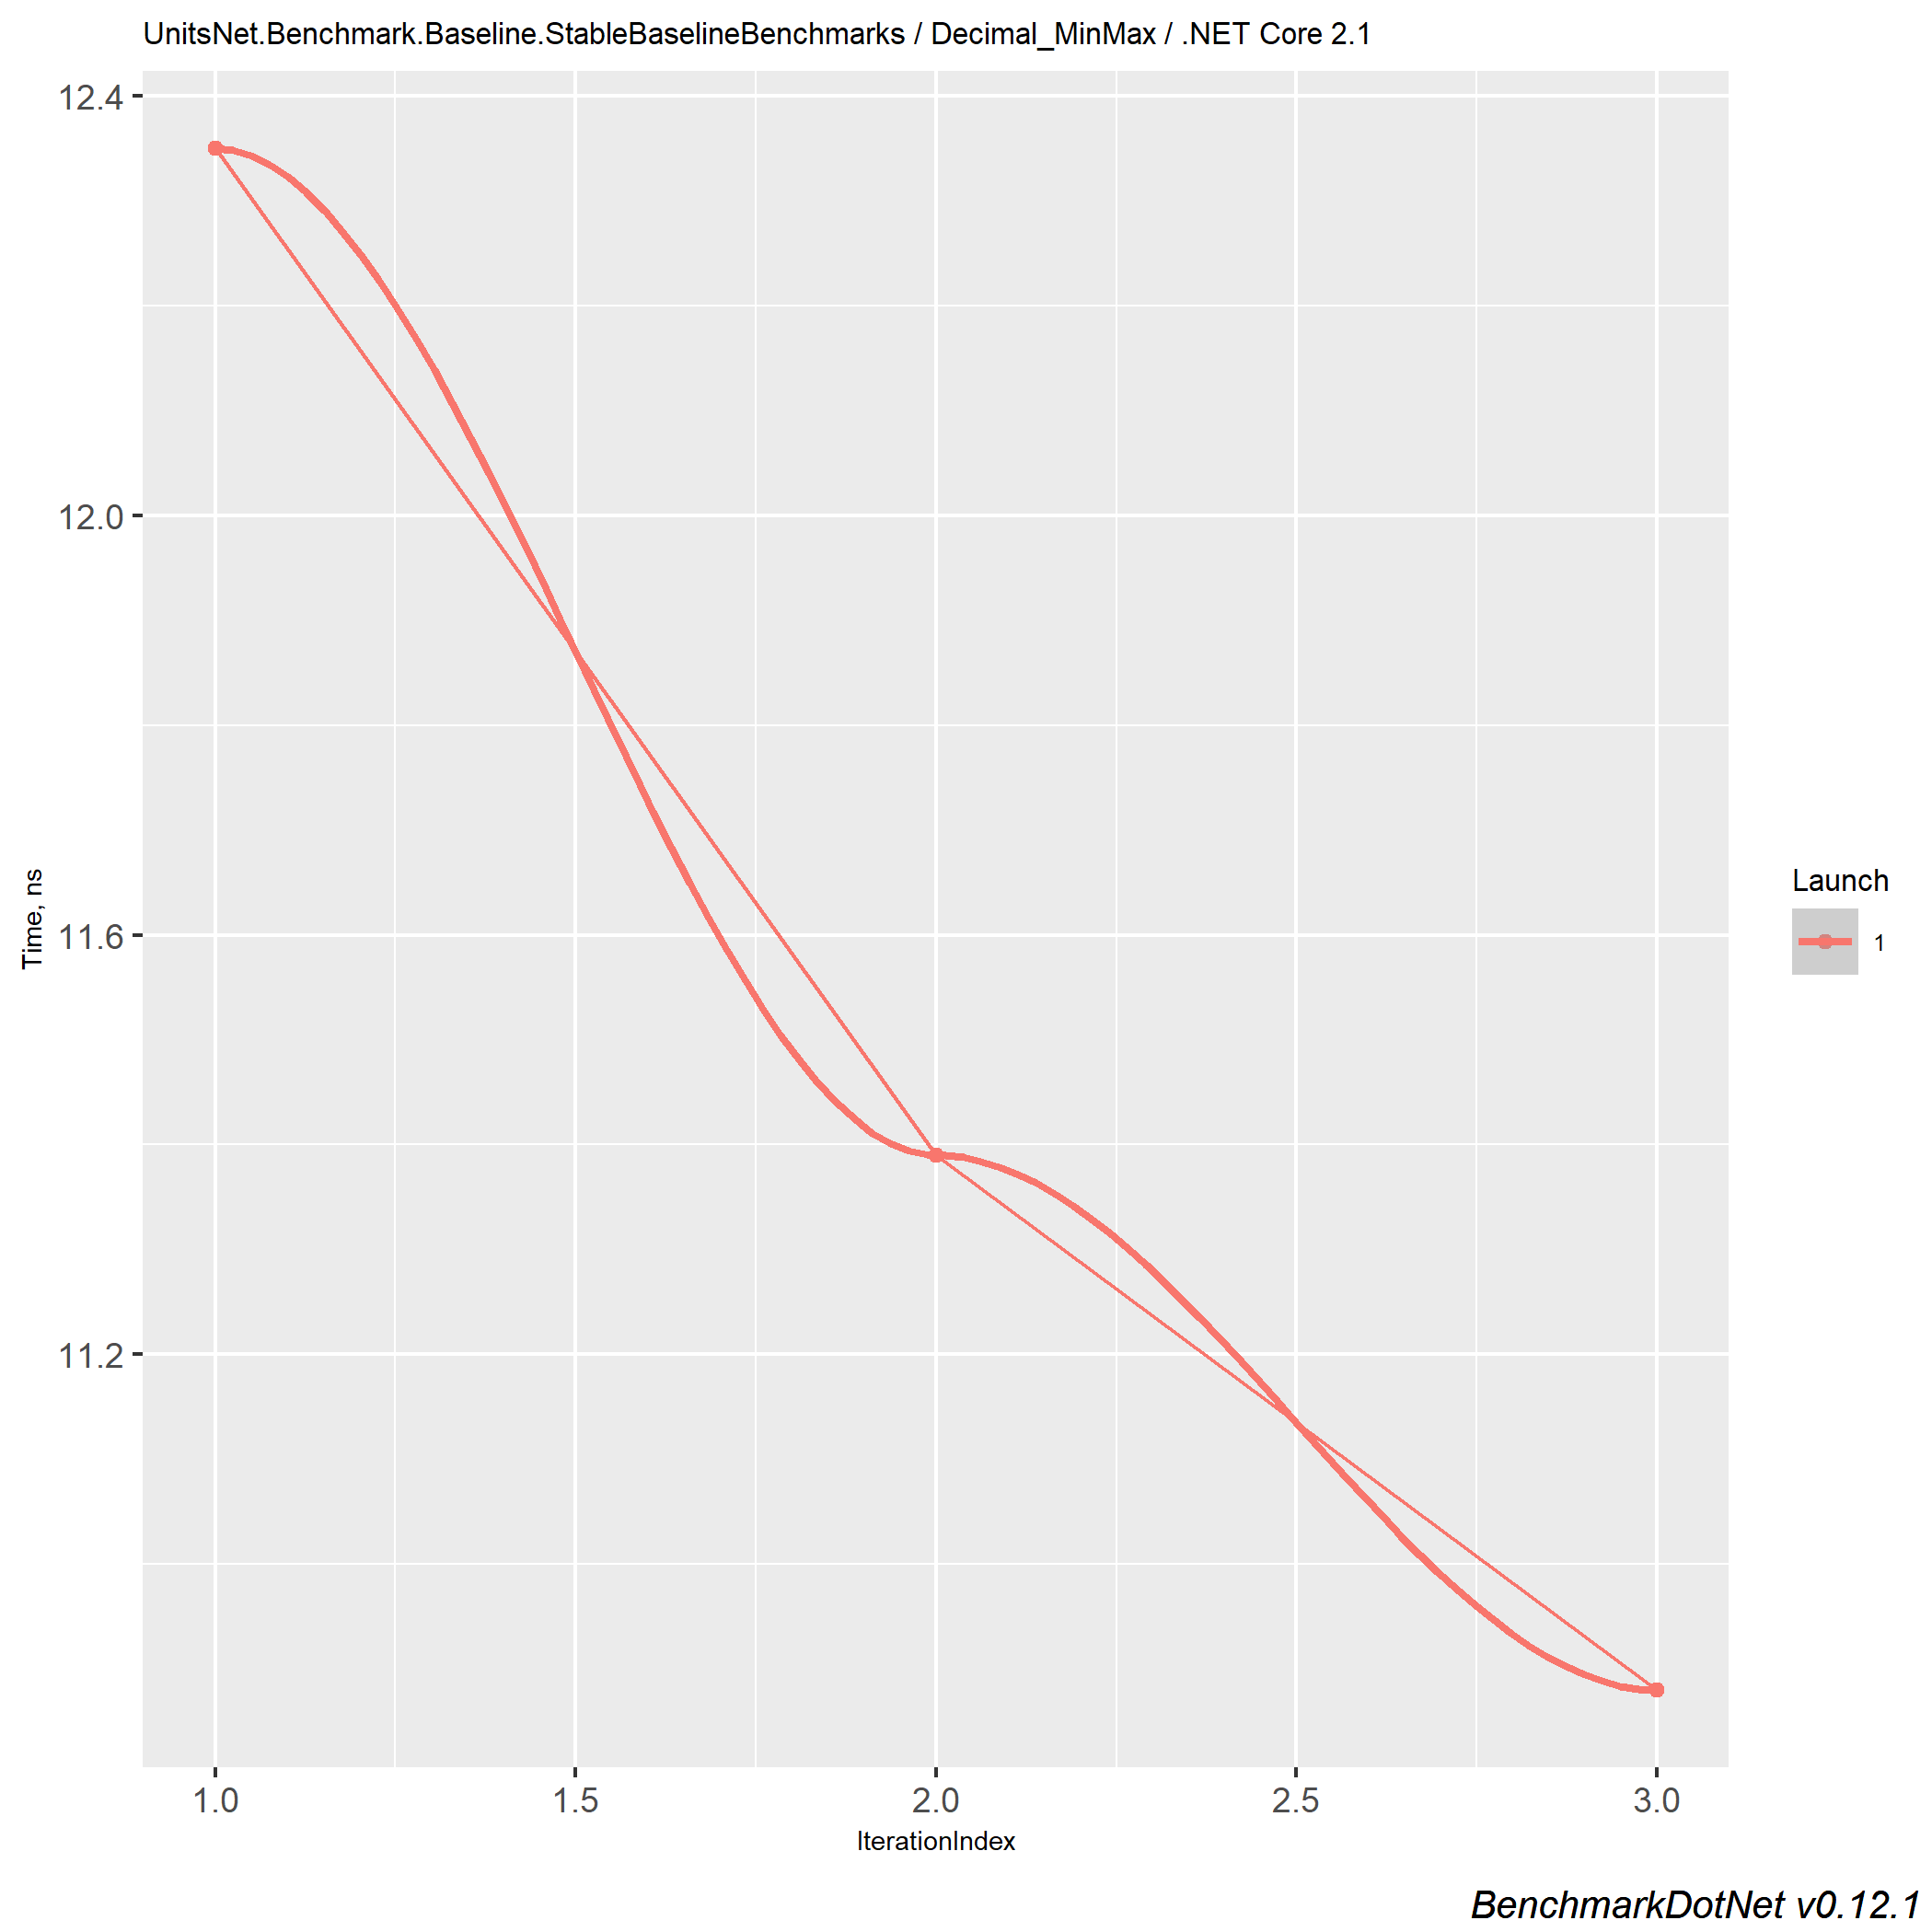 UnitsNet.Benchmark.Baseline.StableBaselineBenchmarks / Decimal_MinMax / .NET Core 2.1
12.4
12.0
11.6
11.2
Time, ns
1.0 1.5 2.0 2.5 3.0
IterationIndex
Launch
1
BenchmarkDotNet v0.12.1